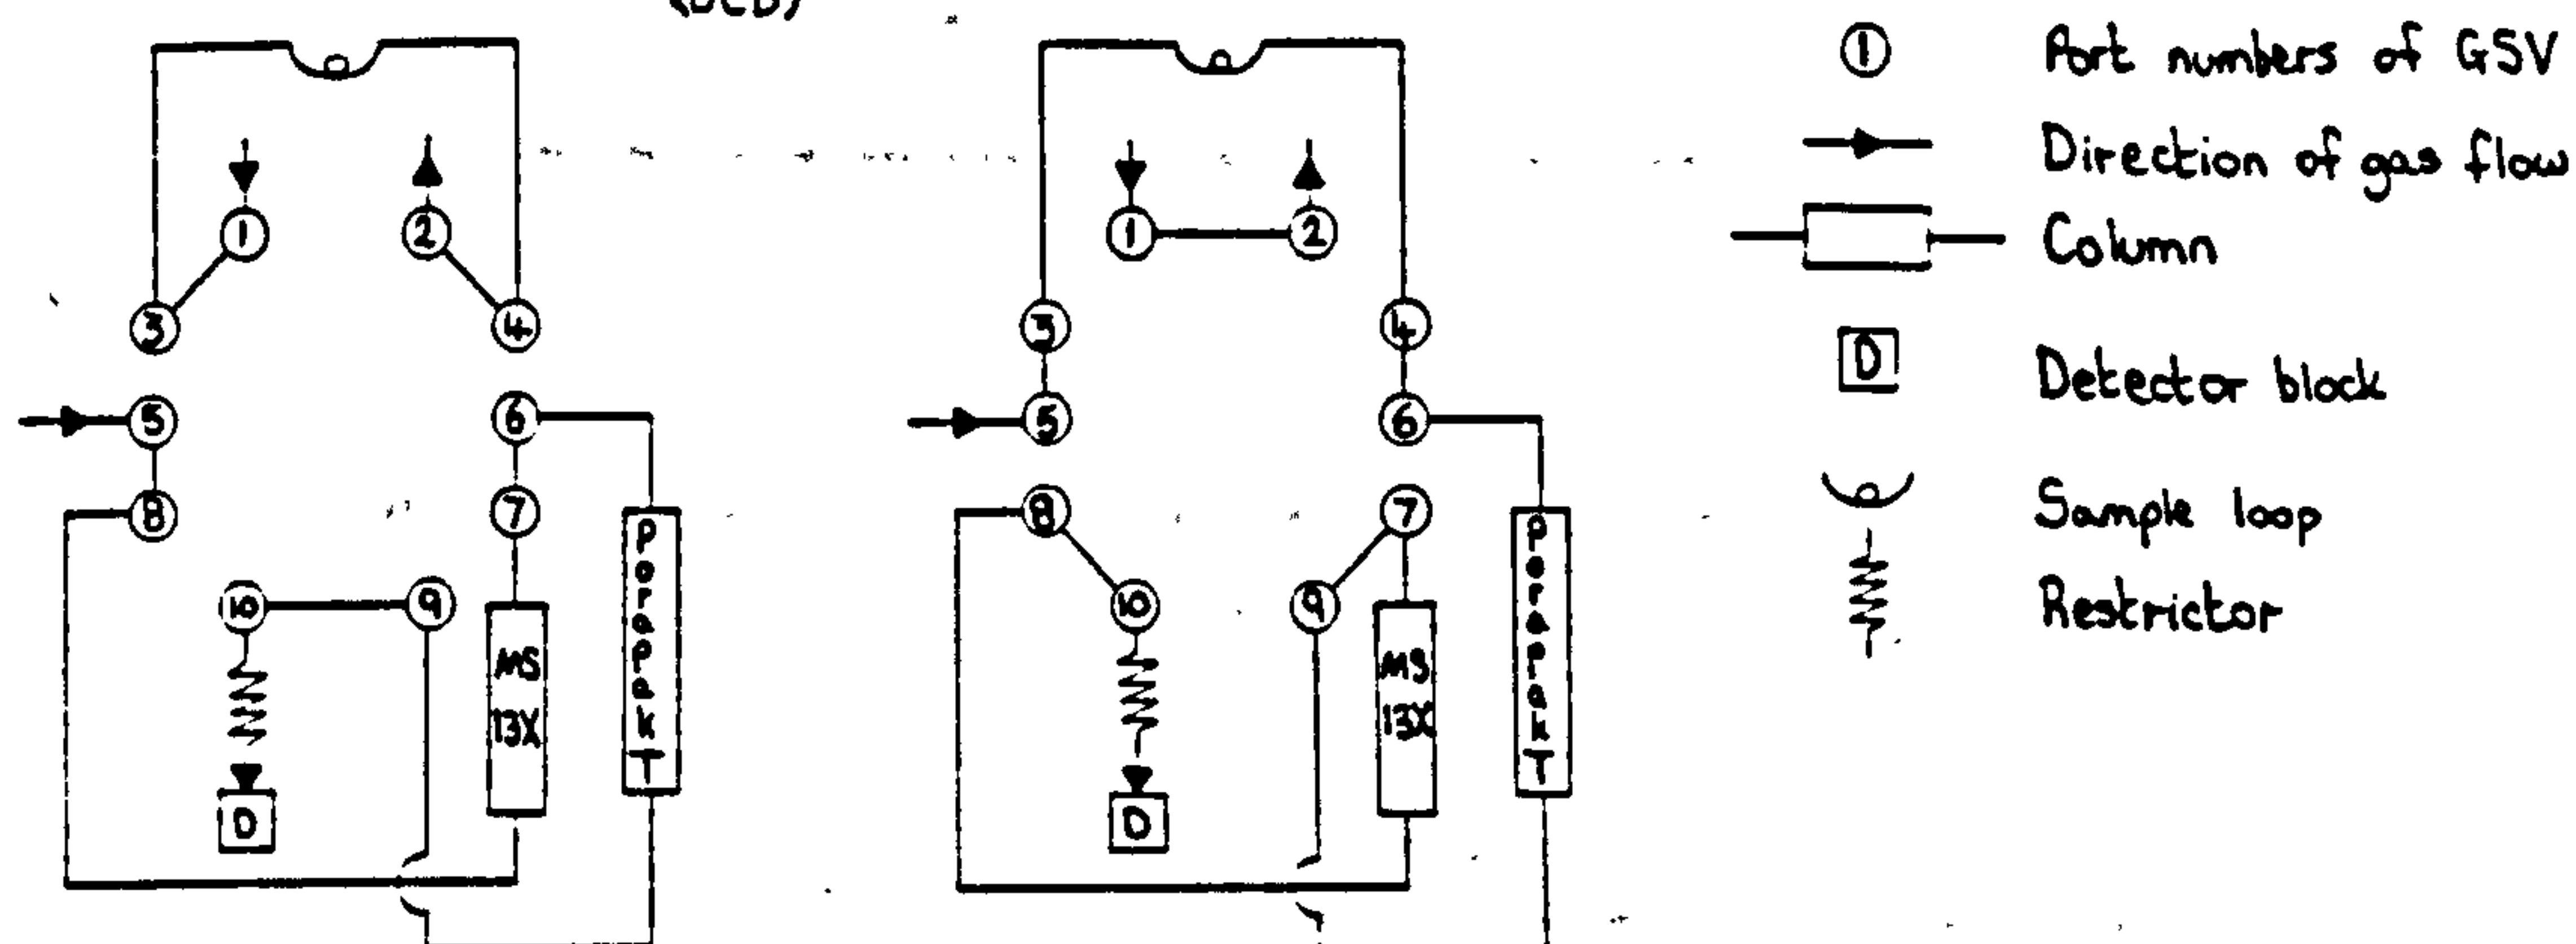 (DCD)
① Port numbers of GSV
Direction of gas flow
Column
D Detector block
Sample loop
Restrictor
①
②
③
④
⑤
⑥
⑦
⑧
⑨
⑩
MS
13X
Porapak T
D
①
②
③
④
⑤
⑥
⑦
⑧
⑨
⑩
MS
13X
Porapak T
D